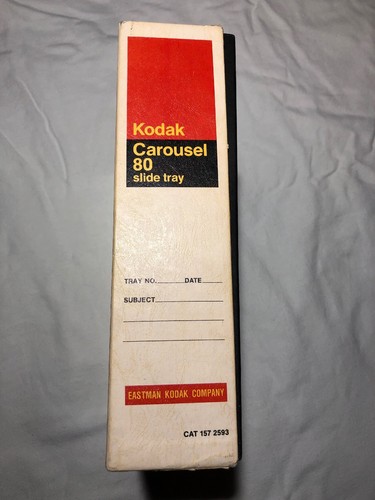 Kodak
Carousel
80
slide tray
TRAY NO. DATE
SUBJECT
EASTMAN KODAK COMPANY
CAT 157 2593